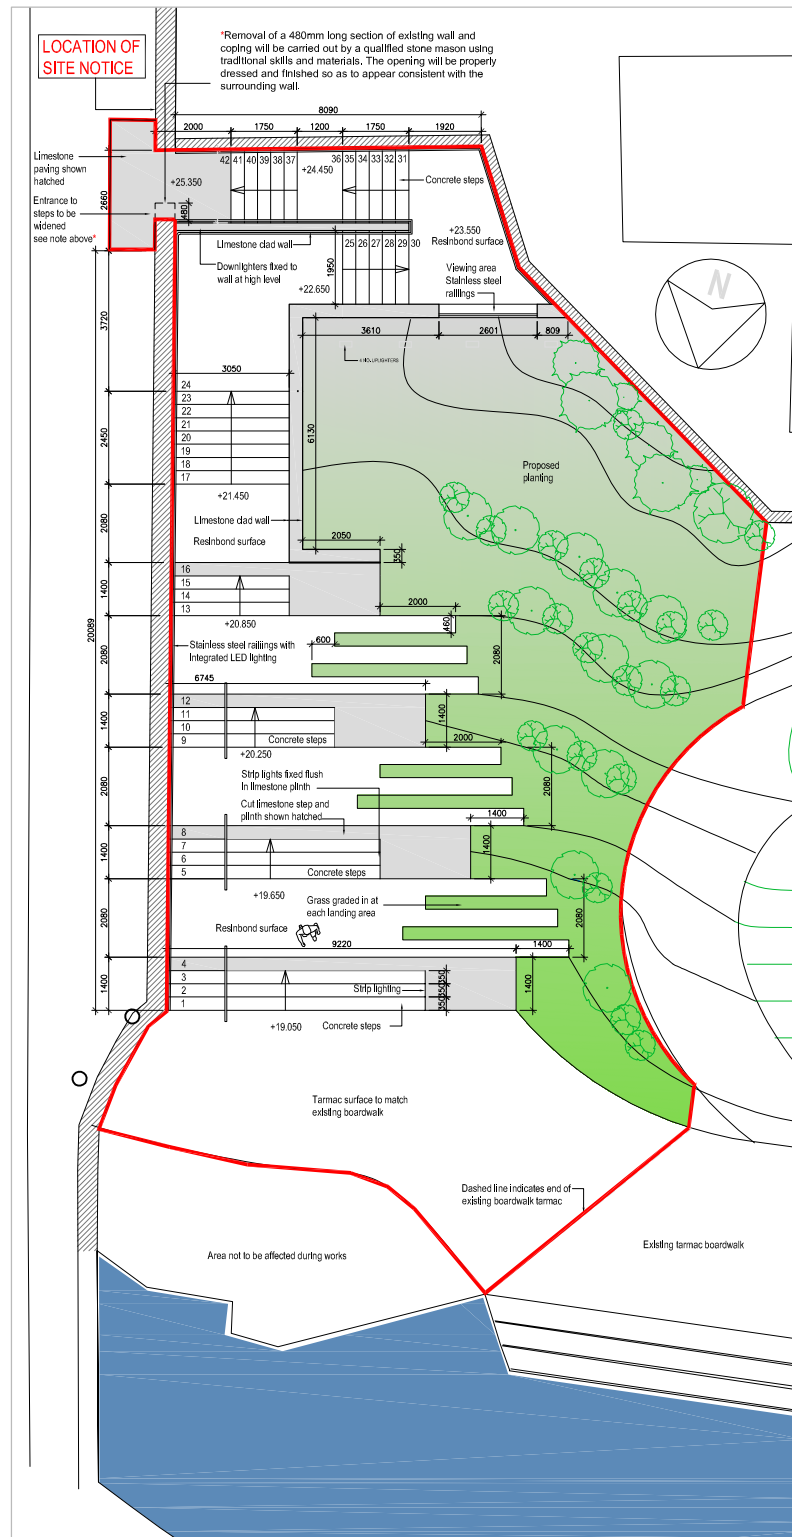 *Removal of a 480mm long section of existing wall and
coping will be carried out by a qualified stone mason using
traditional skills and materials. The opening will be properly
dressed and finished so as to appear consistent with the
surrounding wall.
LOCATION OF
SITE NOTICE
8090
2000
1750
1200
1750
1920
Limestone
paving shown
hatched
42 41 40 39 38 37
36 35 34 33 32 31
+24.450
+25.350
Concrete steps
2660
480
Entrance to
steps to be
widened
see note above*
+23.550
Resinbond surface
Limestone clad wall
25 26 27 28 29 30
Downlighters fixed to
wall at high level
1950
+22.650
Viewing area
Stainless steel
railings
N
3720
3610
2601
809
3050
24
23
22
21
20
19
18
17
2450
6130
+21.450
Proposed
planting
Limestone clad wall
Resinbond surface
2080
2050
350
16
15
14
13
1400
+20.850
2000
460
20089
Stainless steel railings with
integrated LED lighting
600
2080
2080
6745
12
11
10
9
1400
Concrete steps
+20.250
1400
2000
Strip lights fixed flush
in limestone plinth
2080
2080
Cut limestone step and
plinth shown hatched
1400
8
7
6
5
1400
Concrete steps
1400
+19.650
Grass graded in at
each landing area
2080
2080
Resinbond surface
9220
1400
4
3
2
1
1400
Strip lighting
350
350
350
1400
+19.050
Concrete steps
Tarmac surface to match
existing boardwalk
Dashed line indicates end of
existing boardwalk tarmac
Area not to be affected during works
Existing tarmac boardwalk